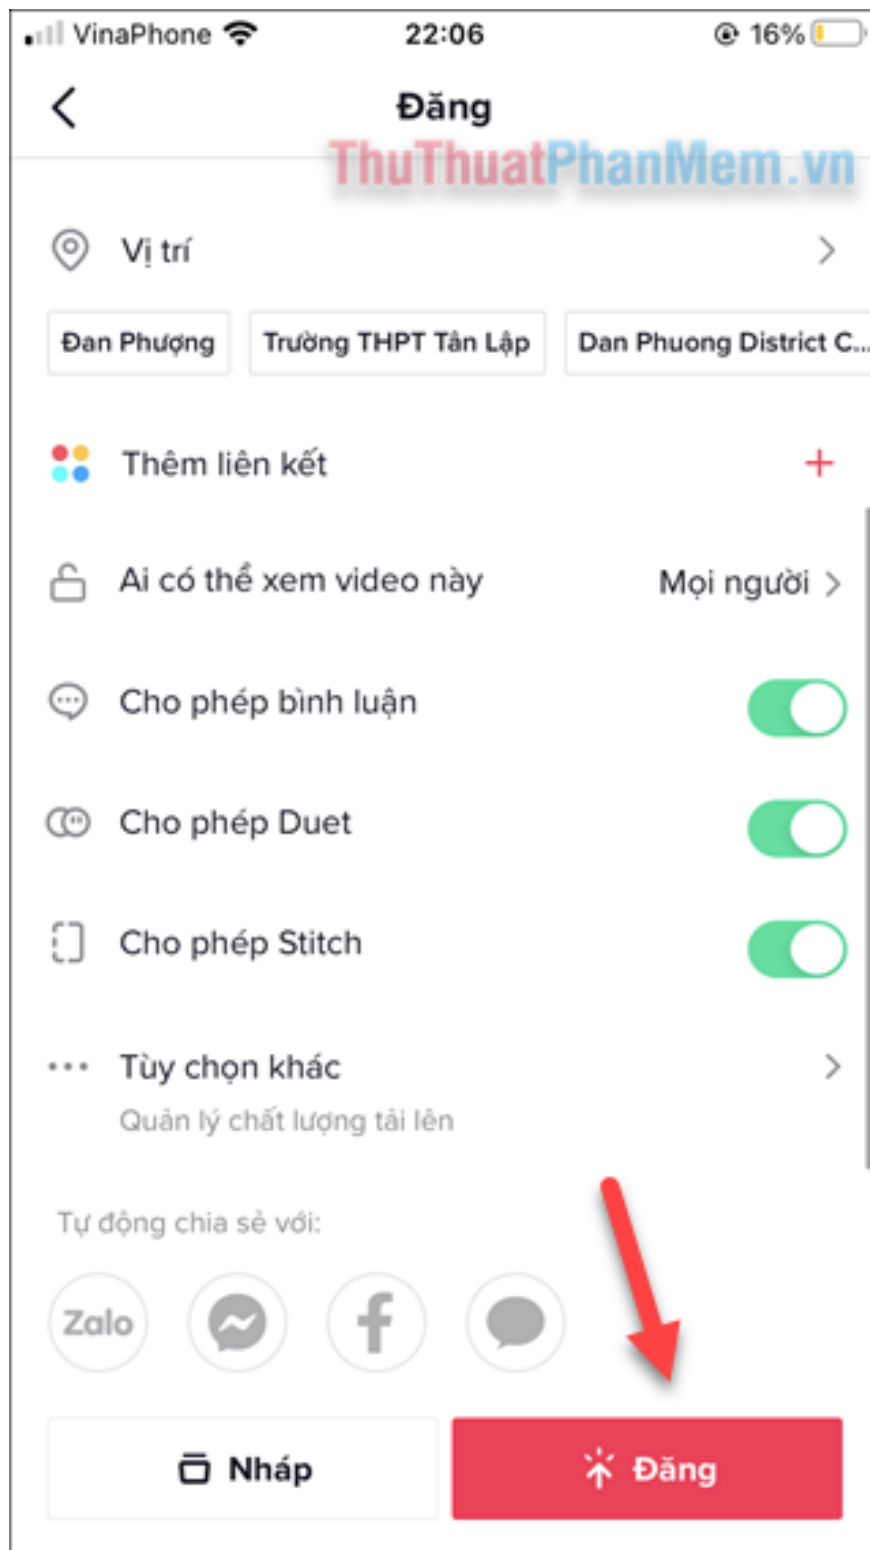 VinaPhone 22:06 16%
Đăng
ThuThuatPhanMem.vn
Vị trí
Đan Phượng Trường THPT Tân Lập Dan Phuong District C...
Thêm liên kết
Ai có thể xem video này Mọi người
Cho phép bình luận
Cho phép Duet
Cho phép Stitch
Tùy chọn khác
Quản lý chất lượng tải lên
Tự động chia sẻ với:
Zalo
Nháp Đăng